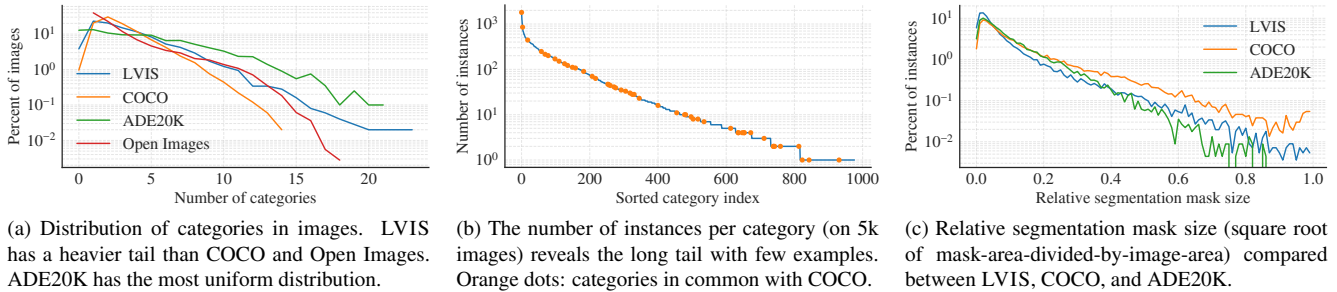 10^1
10^0
10^-1
10^-2
Percent of images
LVIS
COCO
ADE20K
Open Images
0 5 10 15 20
Number of categories
(a) Distribution of categories in images. LVIS
has a heavier tail than COCO and Open Images.
ADE20K has the most uniform distribution.
10^3
10^2
10^1
10^0
Number of instances
0 200 400 600 800 1000
Sorted category index
(b) The number of instances per category (on 5k
images) reveals the long tail with few examples.
Orange dots: categories in common with COCO.
10^1
10^0
10^-1
10^-2
Percent of instances
LVIS
COCO
ADE20K
0.0 0.2 0.4 0.6 0.8 1.0
Relative segmentation mask size
(c) Relative segmentation mask size (square root
of mask-area-divided-by-image-area) compared
between LVIS, COCO, and ADE20K.